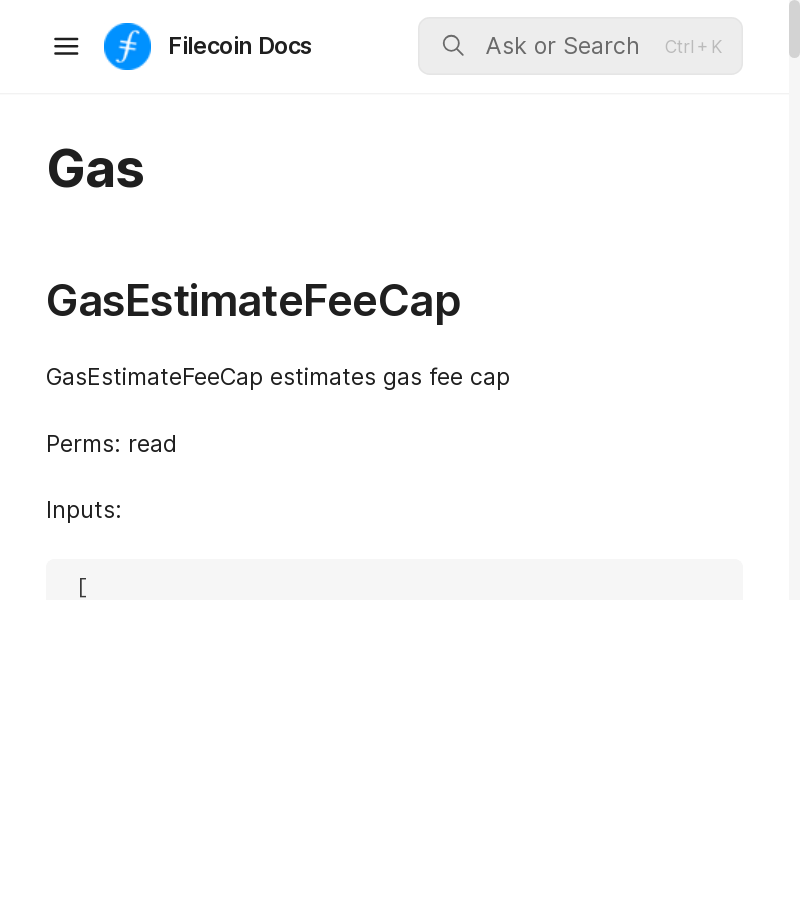 Filecoin Docs
Ask or Search
Ctrl + K
Gas
GasEstimateFeeCap
GasEstimateFeeCap estimates gas fee cap
Perms: read
Inputs:
[